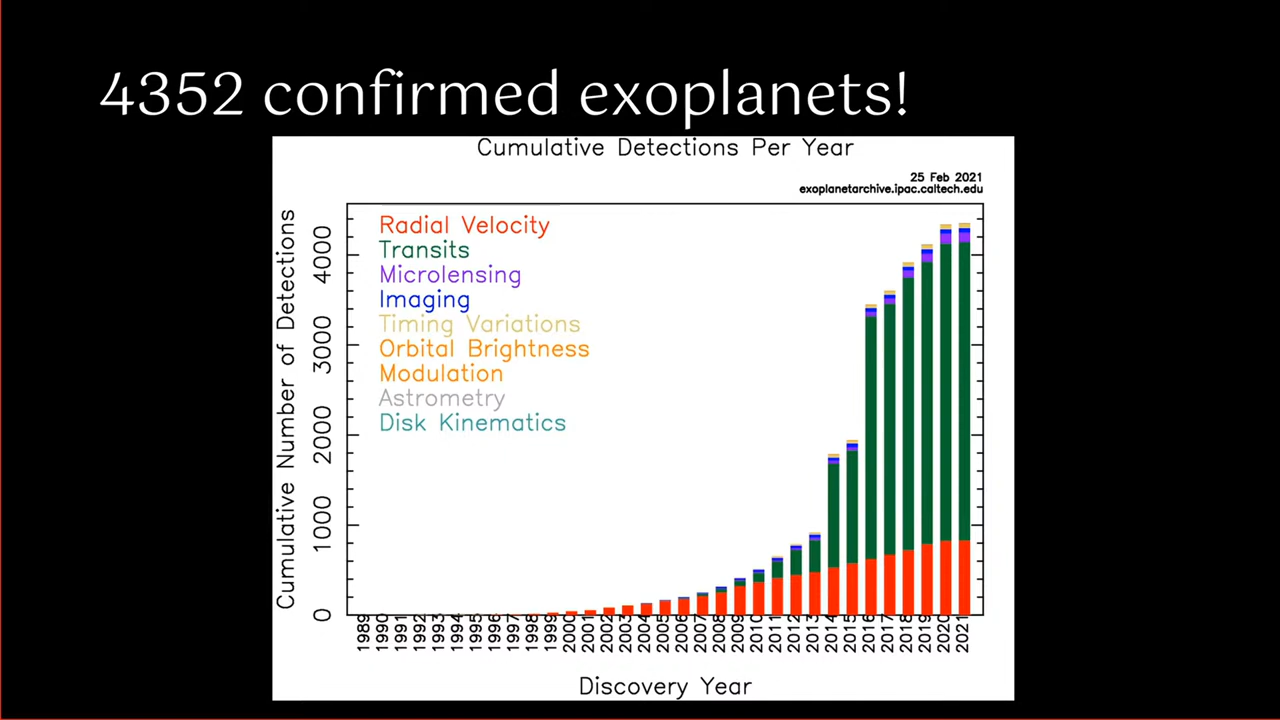 4352 confirmed exoplanets!
Cumulative Detections Per Year
25 Feb 2021
exoplanetarchive.ipac.caltech.edu
Radial Velocity
Transits
Microlensing
Imaging
Timing Variations
Orbital Brightness
Modulation
Astrometry
Disk Kinematics
Cumulative Number of Detections
4000
3000
2000
1000
0
1989 1990 1991 1992 1993 1994 1995 1996 1997 1998 1999 2000 2001 2002 2003 2004 2005 2006 2007 2008 2009 2010 2011 2012 2013 2014 2015 2016 2017 2018 2019 2020 2021
Discovery Year